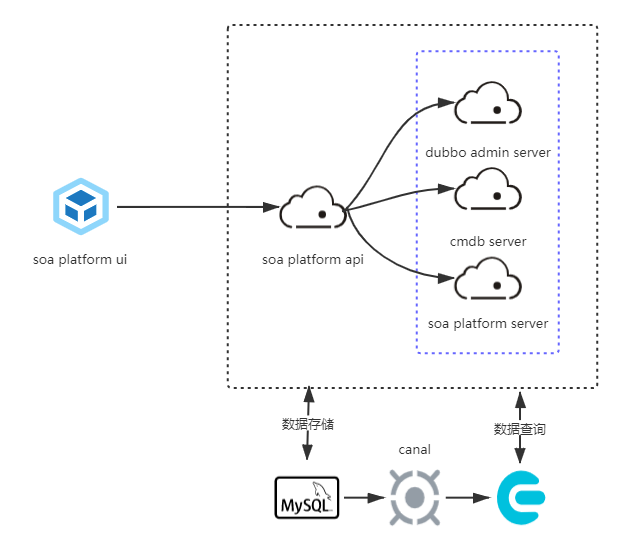 dubbo admin server
cmdb server
soa platform ui
soa platform api
soa platform server
数据存储
数据查询
canal
MySQL